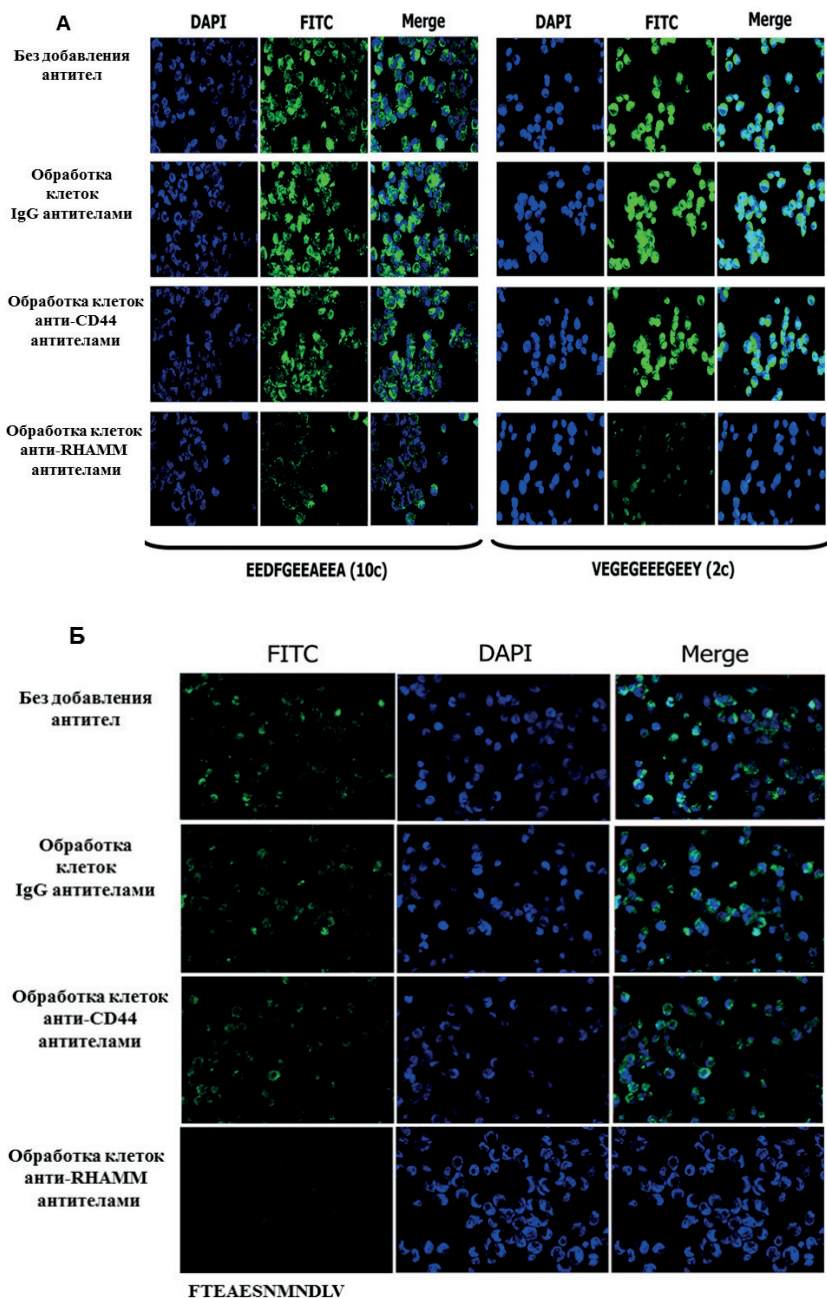 А
DAPI FITC Merge DAPI FITC Merge
Без добавления
антител
Обработка
клеток
IgG антителами
Обработка клеток
анти-CD44
антителами
Обработка клеток
анти-RHAMM
антителами
EEDFGEEAEEA (10c) VEGEGEEEGEEY (2c)
Б
FITC DAPI Merge
Без добавления
антител
Обработка
клеток
IgG антителами
Обработка клеток
анти-CD44
антителами
Обработка клеток
анти-RHAMM
антителами
FTEAESNMNDLV